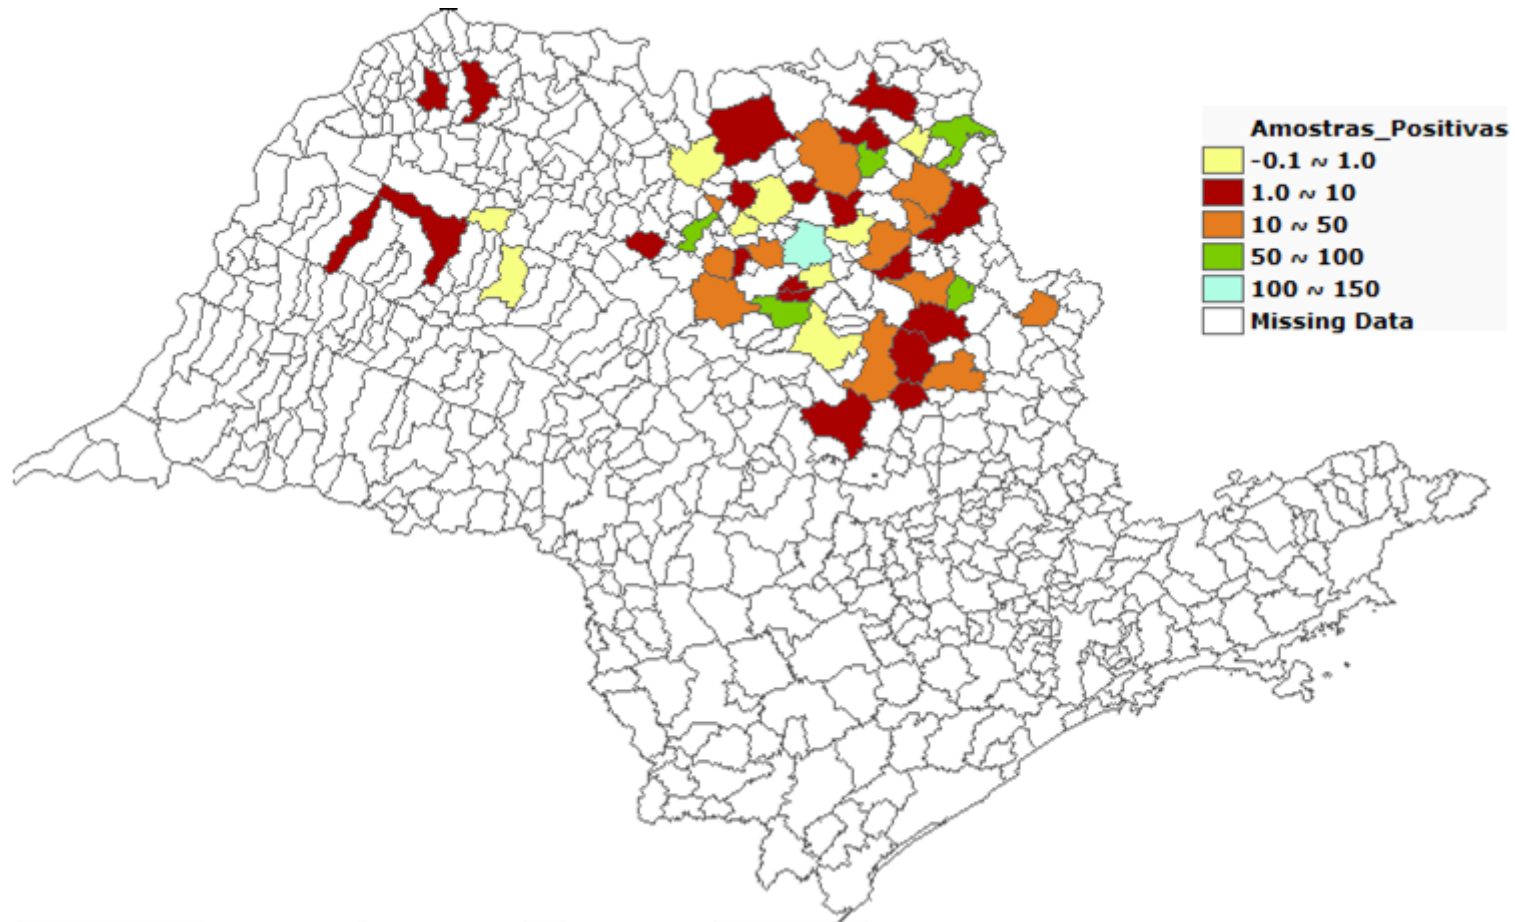 Amostras_Positivas
-0.1 ~ 1.0
1.0 ~ 10
10 ~ 50
50 ~ 100
100 ~ 150
Missing Data